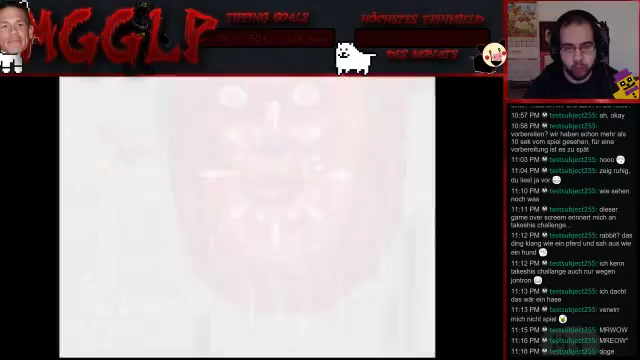 MGGLP
TIPPING GOALS
HÖCHSTES TRINKGELD
DES MONATS
10:57 PM testsubject255: ah, okay
10:58 PM testsubject255:
vorbereiten? wir haben schon mehr als
10 sek vom spiel gesehen, für eine
vorbereitung ist es zu spät
11:03 PM testsubject255: nooo
11:04 PM testsubject255: zeig ruhig,
du liest ja vor
11:10 PM testsubject255: wie sehen
noch was
11:11 PM testsubject255: dieser
game over screem erinnert mich an
takeshis challenge...
11:12 PM testsubject255: rabbit? das
ding klang wie ein pferd und sah aus wie
ein hund
11:12 PM testsubject255: ich kenn
takeshis challange auch nur wegen
jontron
11:13 PM testsubject255: ich dacht
das wär ein hase
11:13 PM testsubject255: verwirr
mich nicht spiel
11:15 PM testsubject255: MRWOW
11:16 PM testsubject255: MREOW*
11:16 PM testsubject255: doge